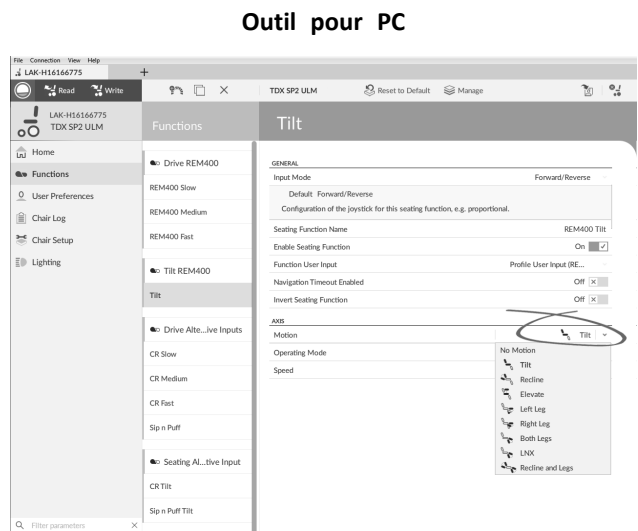 Outil pour PC
File Connection View Help
LAK-H16166775 +
Read Write TDX SP2 ULM Reset to Default Manage
LAK-H16166775
TDX SP2 ULM
Functions
Tilt
Home
Functions
User Preferences
Chair Log
Chair Setup
Lighting
Filter parameters
Drive REM400
REM400 Slow
REM400 Medium
REM400 Fast
Tilt REM400
Tilt
Drive Alte...ive Inputs
CR Slow
CR Medium
CR Fast
Sip n Puff
Seating Al...tive Input
CR Tilt
Sip n Puff Tilt
GENERAL
Input Mode Forward/Reverse
Default Forward/Reverse
Configuration of the joystick for this seating function, e.g. proportional.
Seating Function Name REM400 Tilt
Enable Seating Function On
Function User Input Profile User Input (RE...
Navigation Timeout Enabled Off
Invert Seating Function Off
AXIS
Motion Tilt
Operating Mode
Speed
No Motion
Tilt
Recline
Elevate
Left Leg
Right Leg
Both Legs
LNX
Recline and Legs